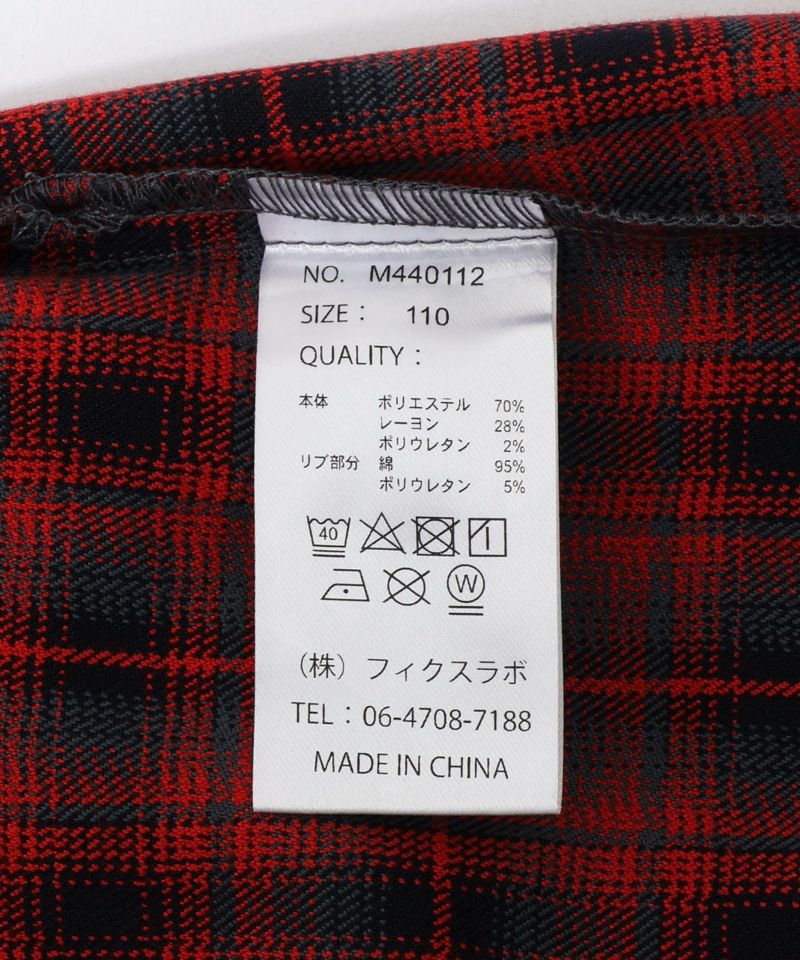 NO. M440112
SIZE : 110
QUALITY :
本体 ポリエステル 70%
レーヨン 28%
ポリウレタン 2%
リブ部分 綿 95%
ポリウレタン 5%
40
W
（株）フィクスラボ
TEL : 06-4708-7188
MADE IN CHINA